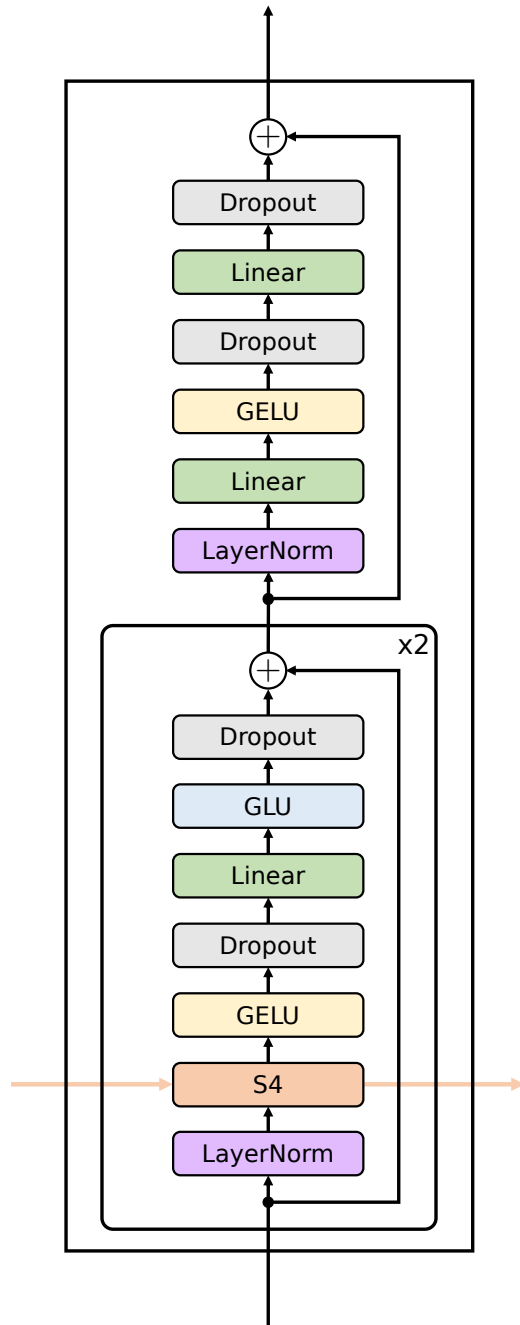 Dropout
Linear
Dropout
GELU
Linear
LayerNorm
x2
Dropout
GLU
Linear
Dropout
GELU
S4
LayerNorm